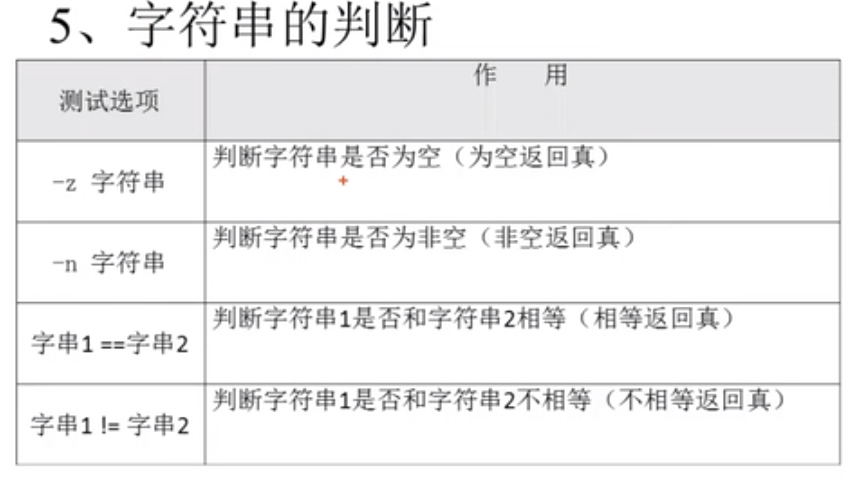 5、字符串的判断
测试选项
作 用
-z 字符串
判断字符串是否为空（为空返回真）
-n 字符串
判断字符串是否为非空（非空返回真）
字串1 ==字串2
判断字符串1是否和字符串2相等（相等返回真）
字串1 != 字串2
判断字符串1是否和字符串2不相等（不相等返回真）